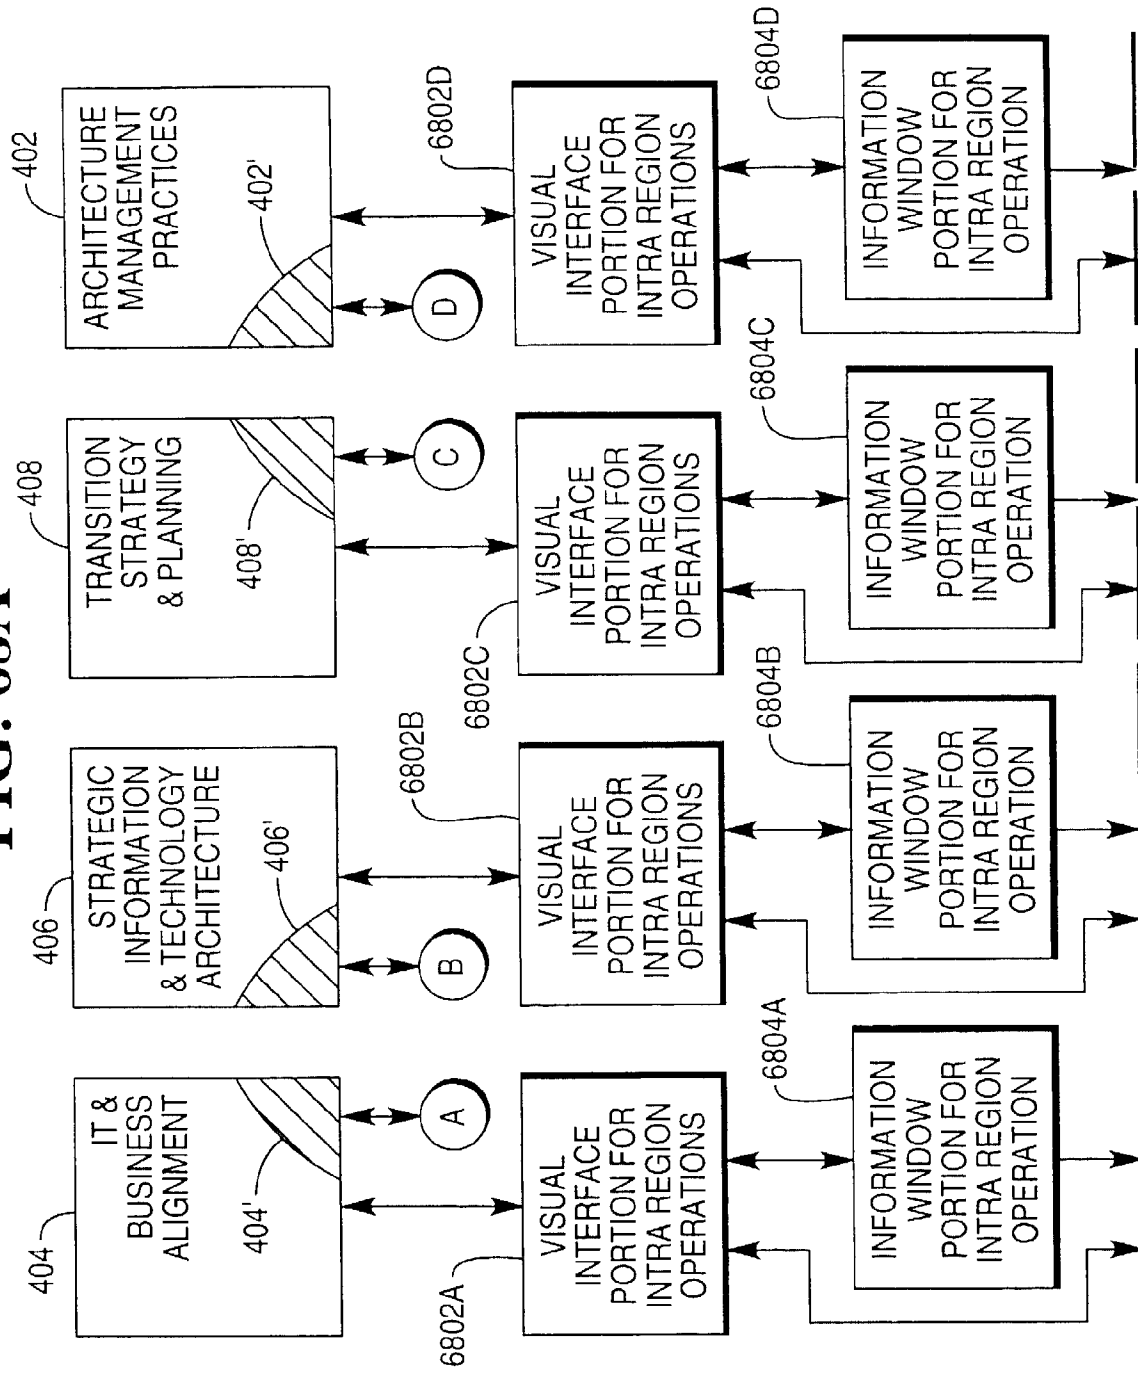 FIG. 68A
404
IT &
BUSINESS
ALIGNMENT
404'
A
6802A
VISUAL
INTERFACE
PORTION FOR
INTRA REGION
OPERATIONS
6804A
INFORMATION
WINDOW
PORTION FOR
INTRA REGION
OPERATION
406
STRATEGIC
INFORMATION
& TECHNOLOGY
ARCHITECTURE
406'
B
6802B
VISUAL
INTERFACE
PORTION FOR
INTRA REGION
OPERATIONS
6804B
INFORMATION
WINDOW
PORTION FOR
INTRA REGION
OPERATION
408
TRANSITION
STRATEGY
& PLANNING
408'
C
6802C
VISUAL
INTERFACE
PORTION FOR
INTRA REGION
OPERATIONS
6804C
INFORMATION
WINDOW
PORTION FOR
INTRA REGION
OPERATION
402
ARCHITECTURE
MANAGEMENT
PRACTICES
402'
D
6802D
VISUAL
INTERFACE
PORTION FOR
INTRA REGION
OPERATIONS
6804D
INFORMATION
WINDOW
PORTION FOR
INTRA REGION
OPERATION